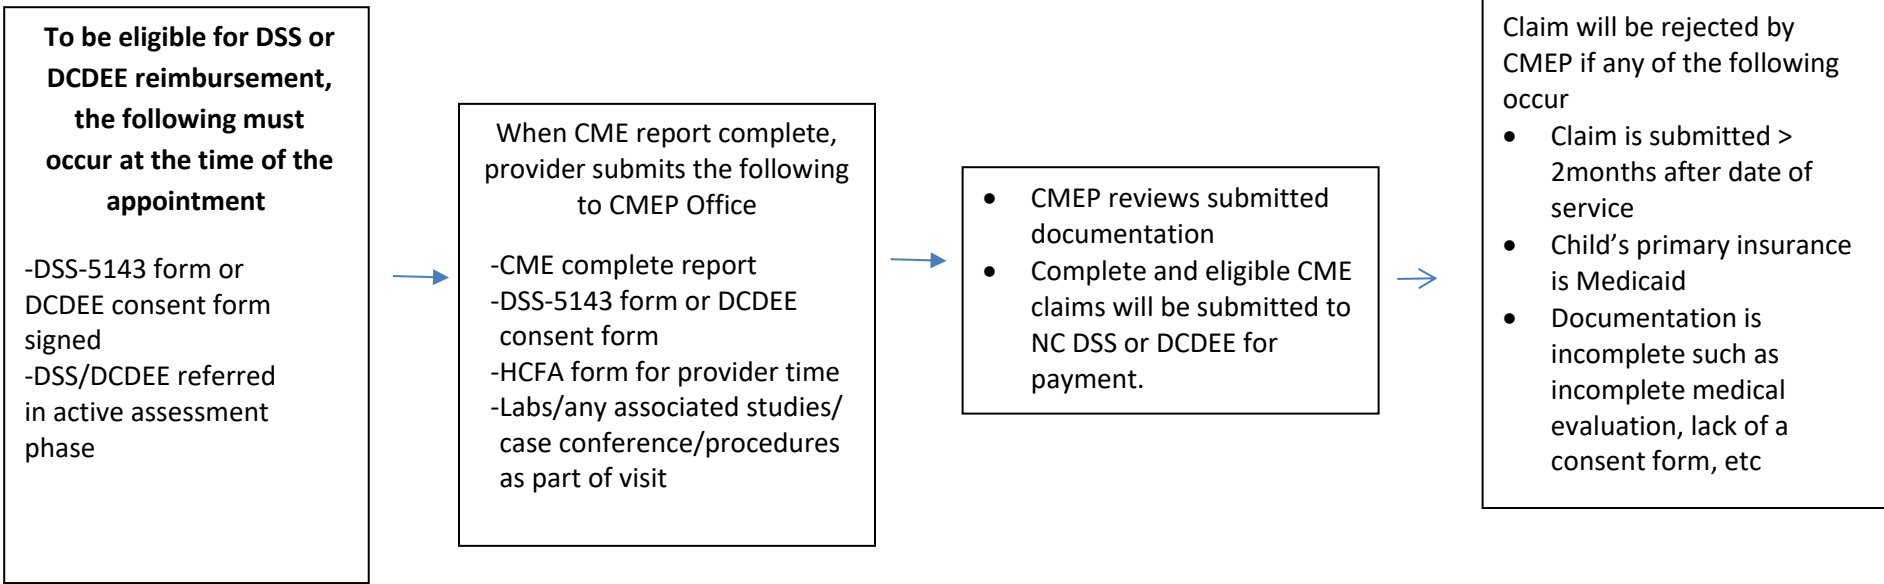 To be eligible for DSS or
DCDEE reimbursement,
the following must
occur at the time of the
appointment
-DSS-5143 form or
DCDEE consent form
signed
-DSS/DCDEE referred
in active assessment
phase
When CME report complete,
provider submits the following
to CMEP Office
-CME complete report
-DSS-5143 form or DCDEE
consent form
-HCFA form for provider time
-Labs/any associated studies/
case conference/procedures
as part of visit
• CMEP reviews submitted
documentation
• Complete and eligible CME
claims will be submitted to
NC DSS or DCDEE for
payment.
Claim will be rejected by
CMEP if any of the following
occur
• Claim is submitted >
2months after date of
service
• Child’s primary insurance
is Medicaid
• Documentation is
incomplete such as
incomplete medical
evaluation, lack of a
consent form, etc